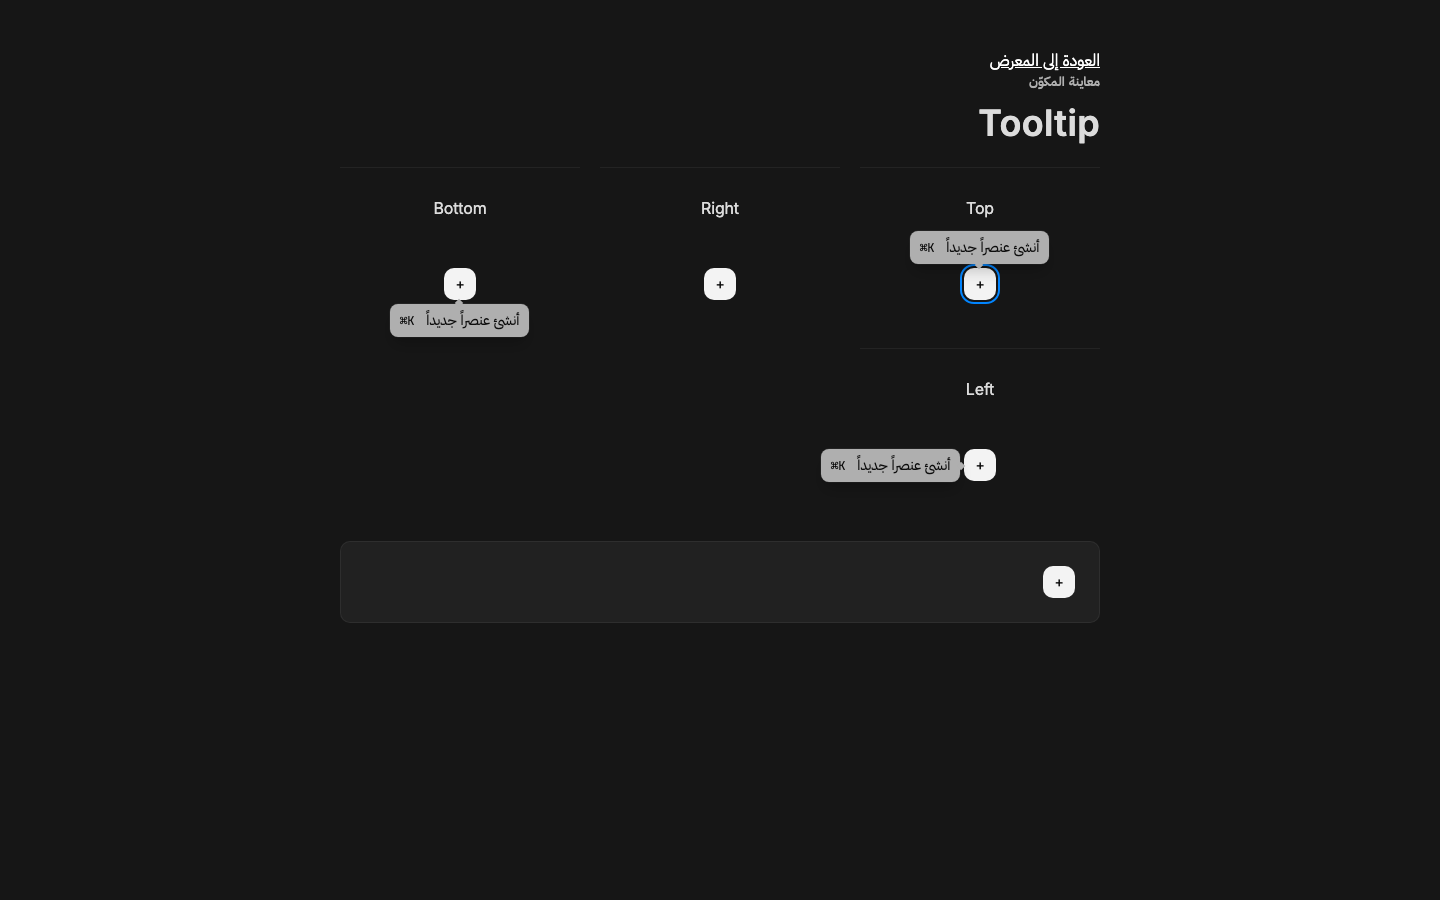 العودة إلى المعرض
معاينة المكوّن
Tooltip
Top
Right
Bottom
أنشئ عنصراً جديداً ⌘K
+
+
+
أنشئ عنصراً جديداً ⌘K
Left
+
أنشئ عنصراً جديداً ⌘K
+